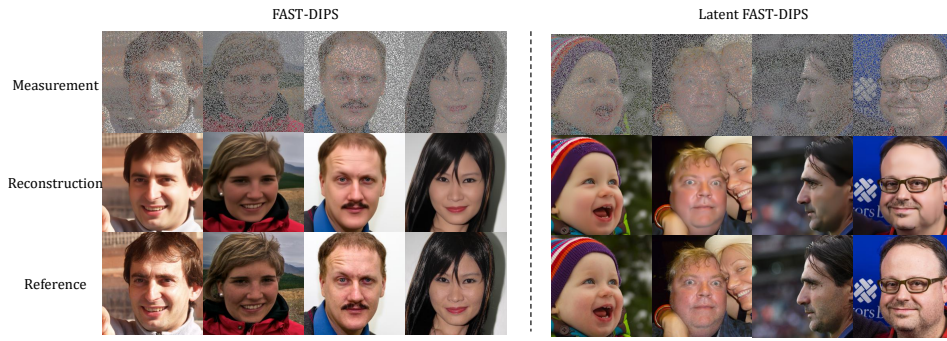 FAST-DIPS
Latent FAST-DIPS
Measurement
Reconstruction
Reference